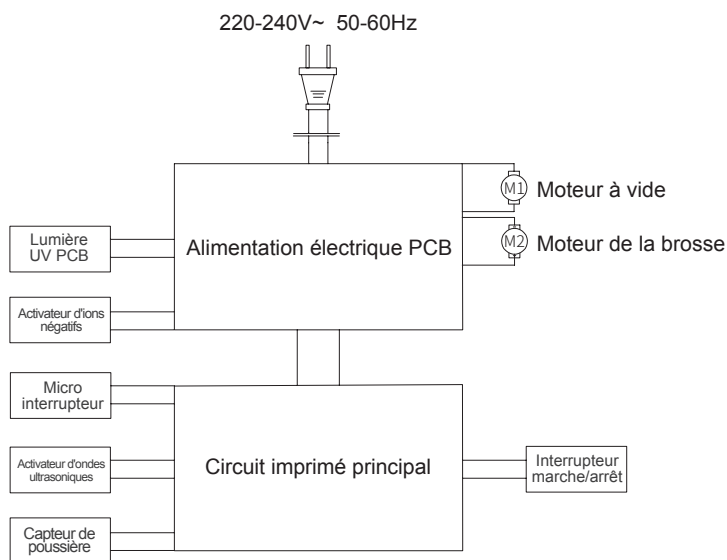 220-240V~ 50-60Hz
M1 Moteur à vide
Lumière
UV PCB
Alimentation électrique PCB
M2 Moteur de la brosse
Activateur d'ions
négatifs
Micro
interrupteur
Activateur d'ondes
ultrasoniques
Circuit imprimé principal
Interrupteur
marche/arrêt
Capteur de
poussière